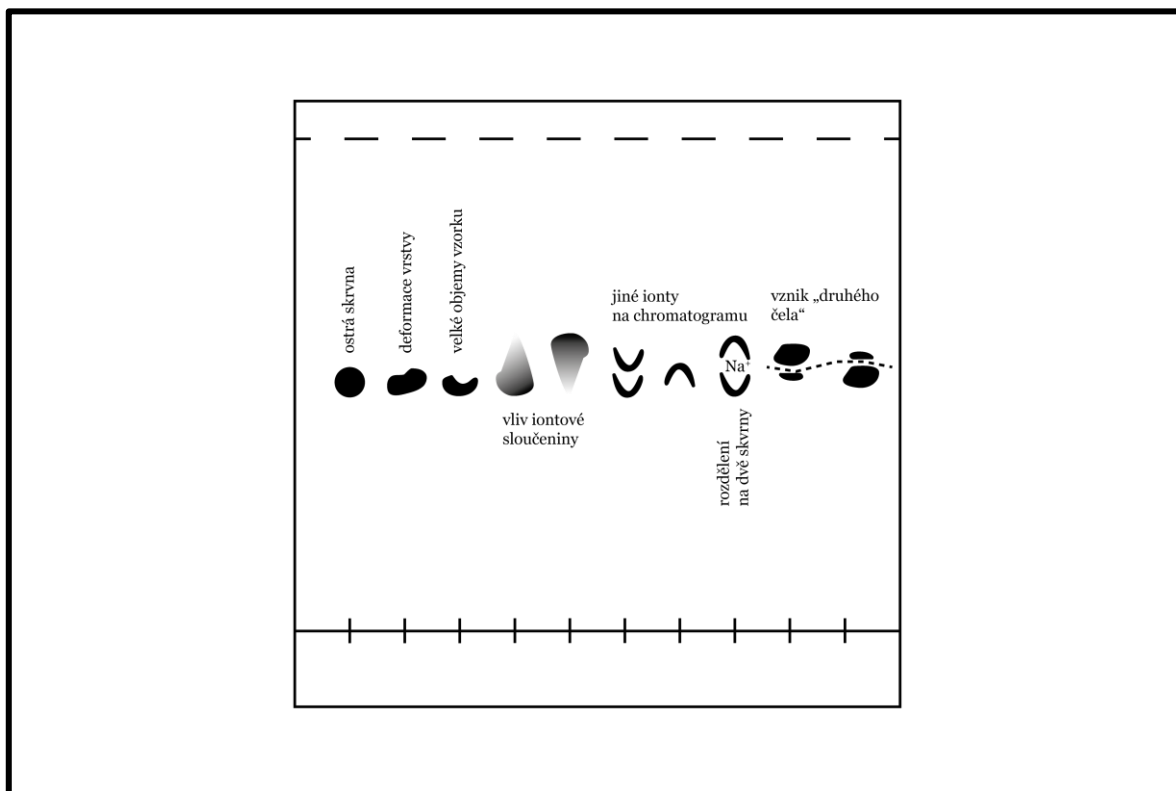 ostrá skrvna
deformace vrstvy
velké objemy vzorku
vliv iontové
sloučeniny
jiné ionty
na chromatogramu
Na⁺
rozdělení
na dvě skvrny
vznik „druhého
čela“